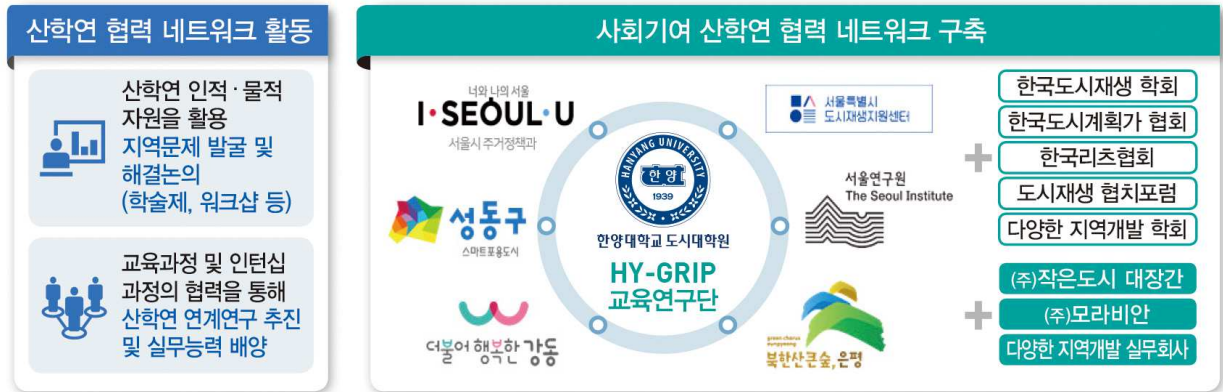 산학연 협력 네트워크 활동
산학연 인적·물적
자원을 활용
지역문제 발굴 및
해결논의
(학술제, 워크샵 등)
교육과정 및 인턴십
과정의 협력을 통해
산학연 연계연구 추진
및 실무능력 배양
사회기여 산학연 협력 네트워크 구축
너와 나의 서울
I·SEOUL·U
서울시 주거정책과
서울특별시
도시재생지원센터
성동구
스마트포용도시
HANYANG UNIVERSITY
한양
1939
한양대학교 도시대학원
HY-GRIP
교육연구단
서울연구원
The Seoul Institute
더불어 행복한 강동
green chorus
eunpyeong
북한산큰숲, 은평
한국도시재생 학회
한국도시계획가 협회
한국리츠협회
도시재생 협치포럼
다양한 지역개발 학회
(주)작은도시 대장간
(주)모라비안
다양한 지역개발 실무회사